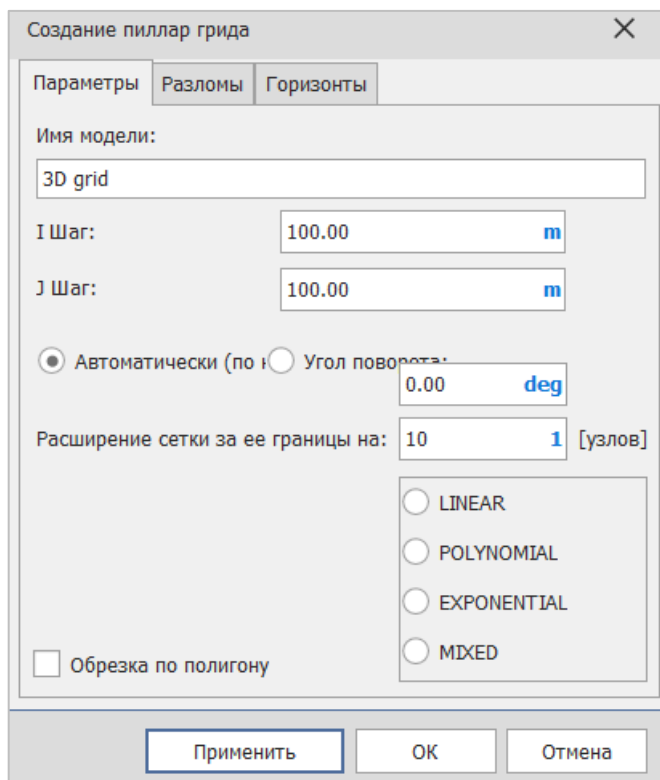 Создание пиллар грида
Параметры Разломы Горизонты
Имя модели:
3D grid
I Шаг: 100.00 m
J Шаг: 100.00 m
Автоматически (по Угол поворота:
0.00 deg
Расширение сетки за ее границы на: 10 1 [узлов]
LINEAR
POLYNOMIAL
EXPONENTIAL
MIXED
Обрезка по полигону
Применить ОК Отмена